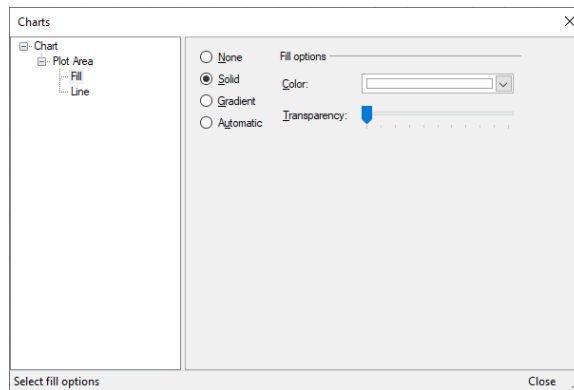 Charts
Chart
Plot Area
Fill
Line
None
Solid
Gradient
Automatic
Fill options
Color:
Transparency:
Select fill options
Close